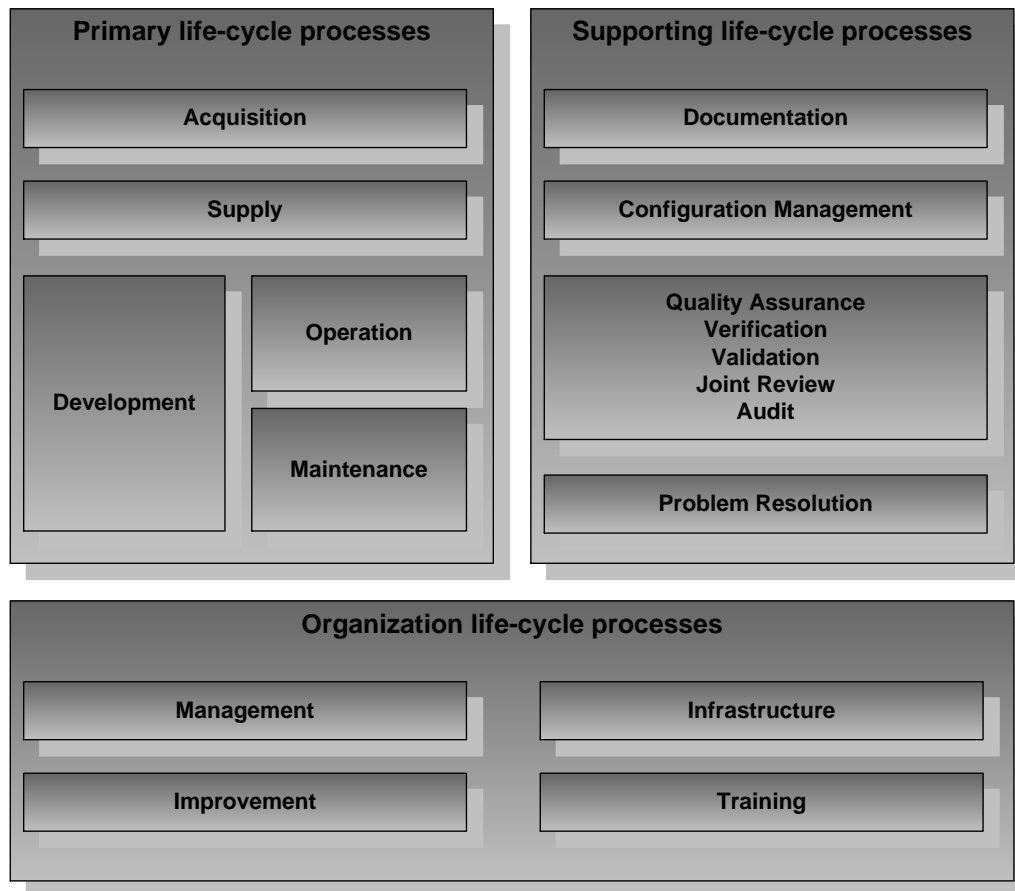 Primary life-cycle processes
Acquisition
Supply
Development
Operation
Maintenance
Supporting life-cycle processes
Documentation
Configuration Management
Quality Assurance
Verification
Validation
Joint Review
Audit
Problem Resolution
Organization life-cycle processes
Management
Infrastructure
Improvement
Training